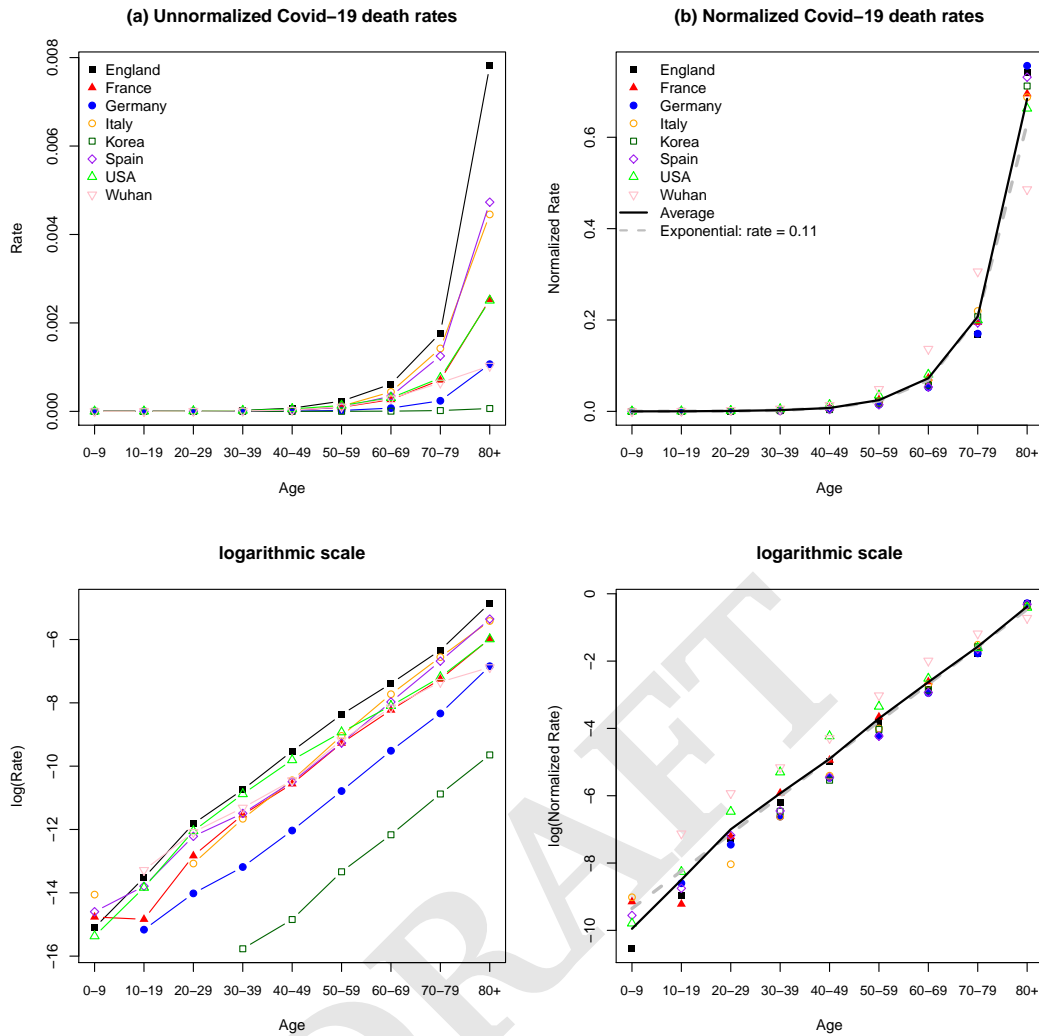 (a) Unnormalized Covid−19 death rates
Rate
0.008
0.006
0.004
0.002
0.000
England
France
Germany
Italy
Korea
Spain
USA
Wuhan
0−9 10−19 20−29 30−39 40−49 50−59 60−69 70−79 80+
Age
(b) Normalized Covid−19 death rates
Normalized Rate
0.6
0.4
0.2
0.0
England
France
Germany
Italy
Korea
Spain
USA
Wuhan
Average
Exponential: rate = 0.11
0−9 10−19 20−29 30−39 40−49 50−59 60−69 70−79 80+
Age
logarithmic scale
log(Rate)
−6
−8
−10
−12
−14
−16
0−9 10−19 20−29 30−39 40−49 50−59 60−69 70−79 80+
Age
logarithmic scale
log(Normalized Rate)
0
−2
−4
−6
−8
−10
0−9 10−19 20−29 30−39 40−49 50−59 60−69 70−79 80+
Age
DRAFT